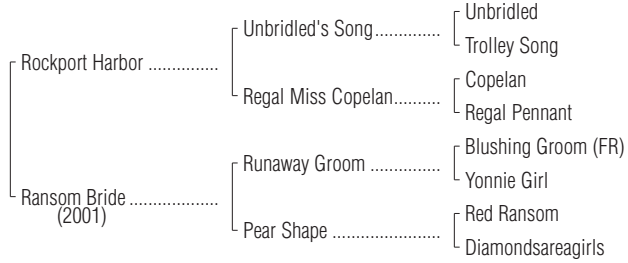 Unbridled
Unbridled's Song..............
Trolley Song
Rockport Harbor ...............
Copelan
Regal Miss Copelan..........
Regal Pennant
Blushing Groom (FR)
Runaway Groom ...............
Yonnie Girl
Ransom Bride ...................
(2001)
Red Ransom
Pear Shape .......................
Diamondsareagirls